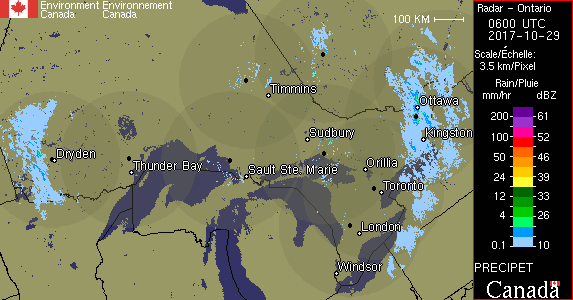 Environment Environnement
Canada Canada
100 KM
Timmins
Ottawa
Kingston
Sudbury
Dryden
Thunder Bay
Sault Ste. Marie
Orillia
Toronto
London
Windsor
Radar - Ontario
0600 UTC
2017-10-29
Scale/Échelle:
3.5 km/Pixel
Rain/Pluie
mm/hr dBZ
200 61
100 52
50 46
24 39
12 33
4 26
0.1 10
PRECIPET
Canada